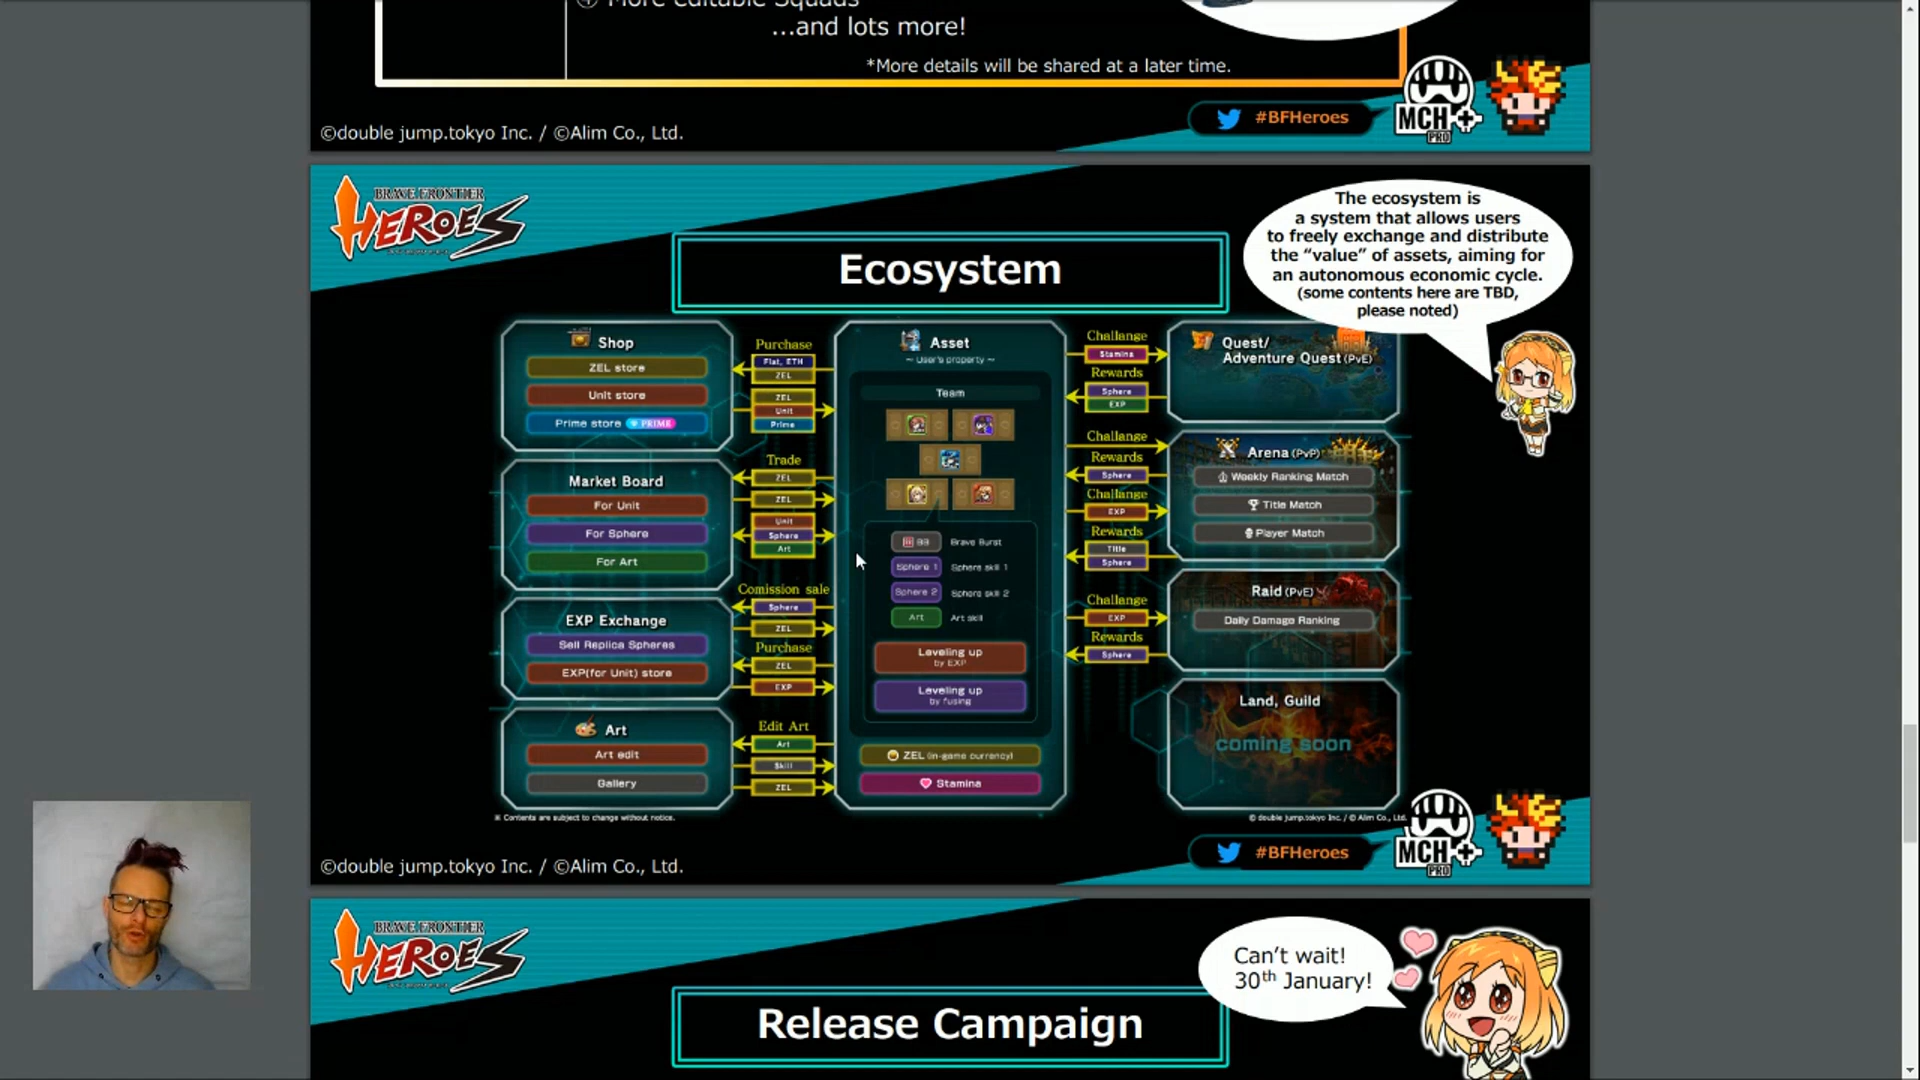 ④ More editable Squads
...and lots more!
*More details will be shared at a later time.
©double jump.tokyo Inc. / ©Alim Co., Ltd.
#BFHeroes
MCH+
PRO
BRAVE FRONTIER
HEROES
Ecosystem
The ecosystem is
a system that allows users
to freely exchange and distribute
the “value” of assets, aiming for
an autonomous economic cycle.
(some contents here are TBD,
please noted)
Shop
ZEL store
Unit store
Prime store PRIME
Purchase
Fiat, ETH
ZEL
ZEL
Unit
Prime
Market Board
For Unit
For Sphere
For Art
Trade
ZEL
ZEL
Unit
Sphere
Art
EXP Exchange
Sell Replica Spheres
EXP(for Unit) store
Comission sale
Sphere
ZEL
Purchase
ZEL
EXP
Art
Art edit
Gallery
Edit Art
Art
Skill
ZEL
Asset
~ User's property ~
Team
BB Brave Burst
Sphere 1 Sphere skill 1
Sphere 2 Sphere skill 2
Art Art skill
Leveling up
by EXP
Leveling up
by fusing
ZEL (in-game currency)
Stamina
Challange
Stamina
Rewards
Sphere
EXP
Quest/
Adventure Quest (PvE)
Challange
Rewards
Sphere
Challange
EXP
Rewards
Title
Sphere
Arena (PvP)
Weekly Ranking Match
Title Match
Player Match
Challange
EXP
Rewards
Sphere
Raid (PvE)
Daily Damage Ranking
Land, Guild
coming soon
※ Contents are subject to change without notice.
© double jump.tokyo Inc. / © Alim Co., Ltd.
©double jump.tokyo Inc. / ©Alim Co., Ltd.
#BFHeroes
MCH+
PRO
BRAVE FRONTIER
HEROES
Release Campaign
Can’t wait!
30th January!